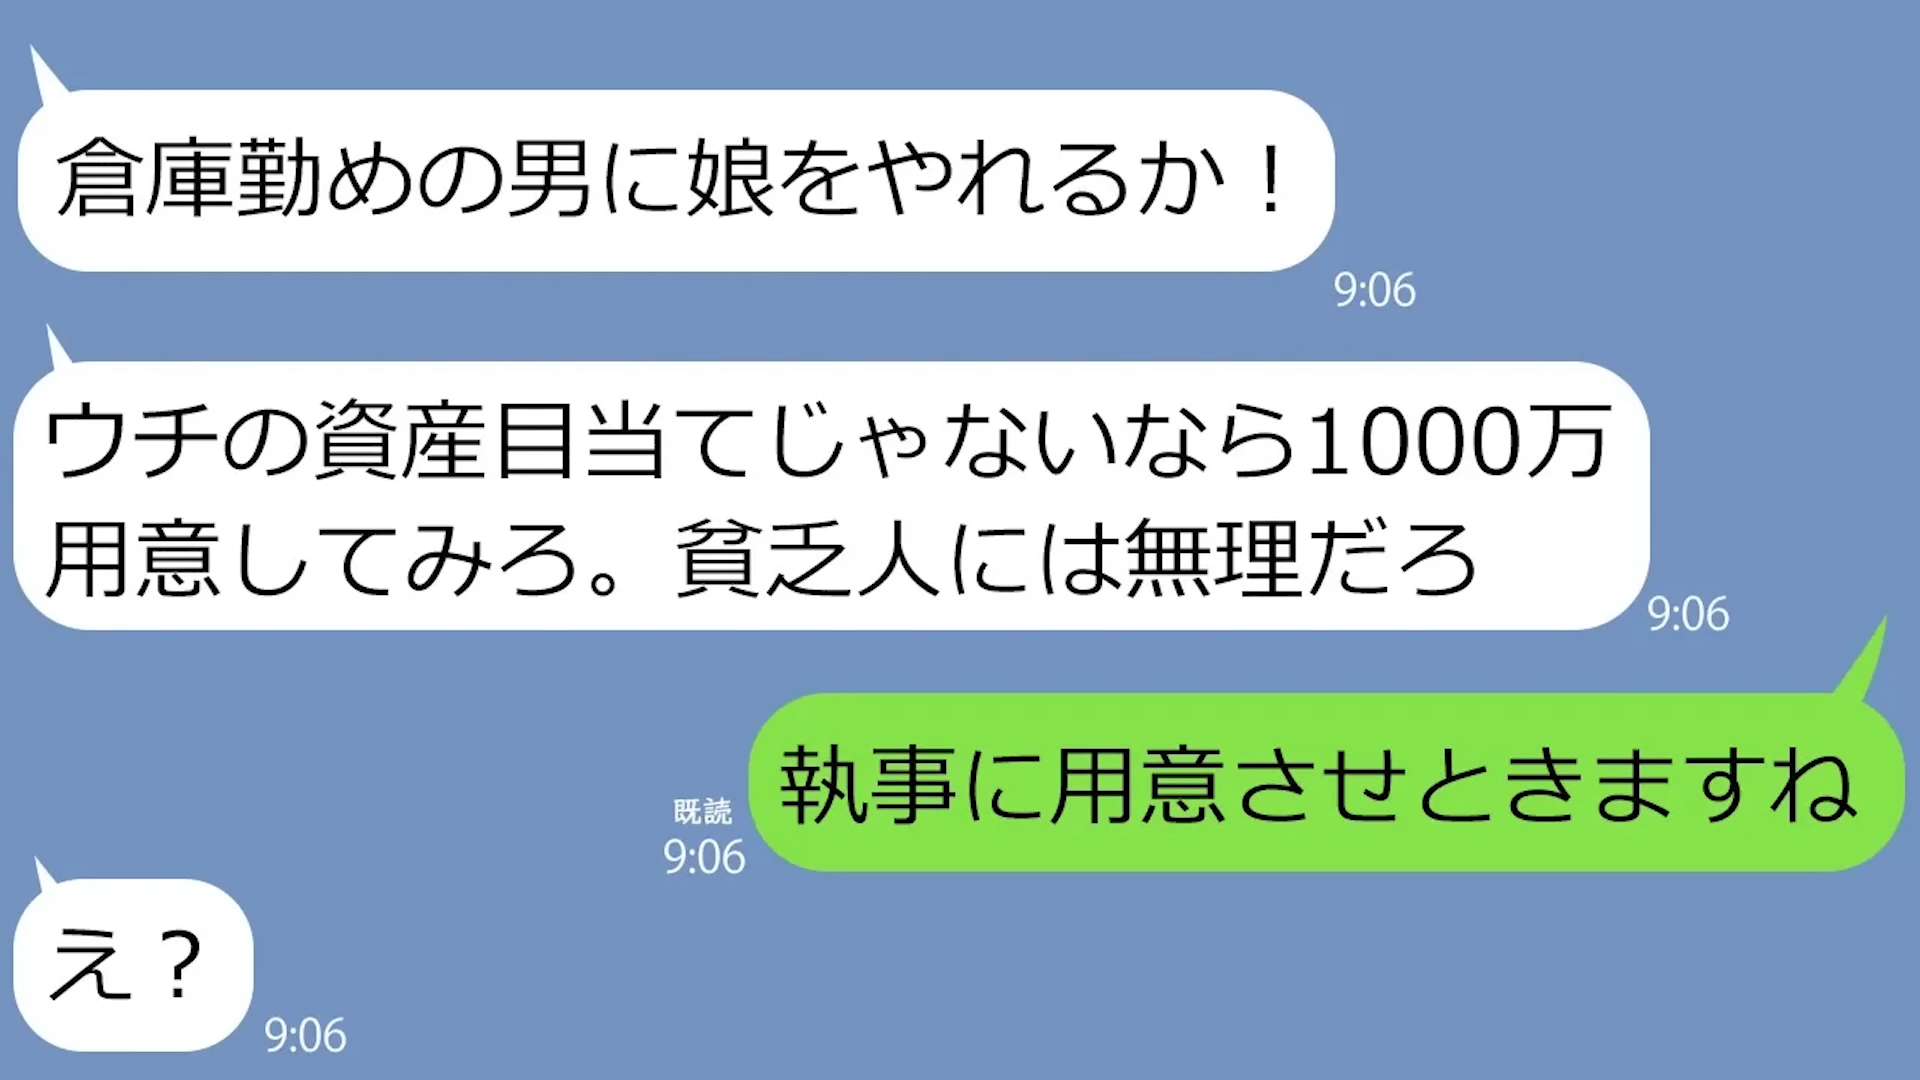 倉庫勤めの男に娘をやれるか！
9:06
ウチの資産目当てじゃないなら1000万
用意してみろ。貧乏人には無理だろ
9:06
執事に用意させときますね
既読
9:06
え？
9:06